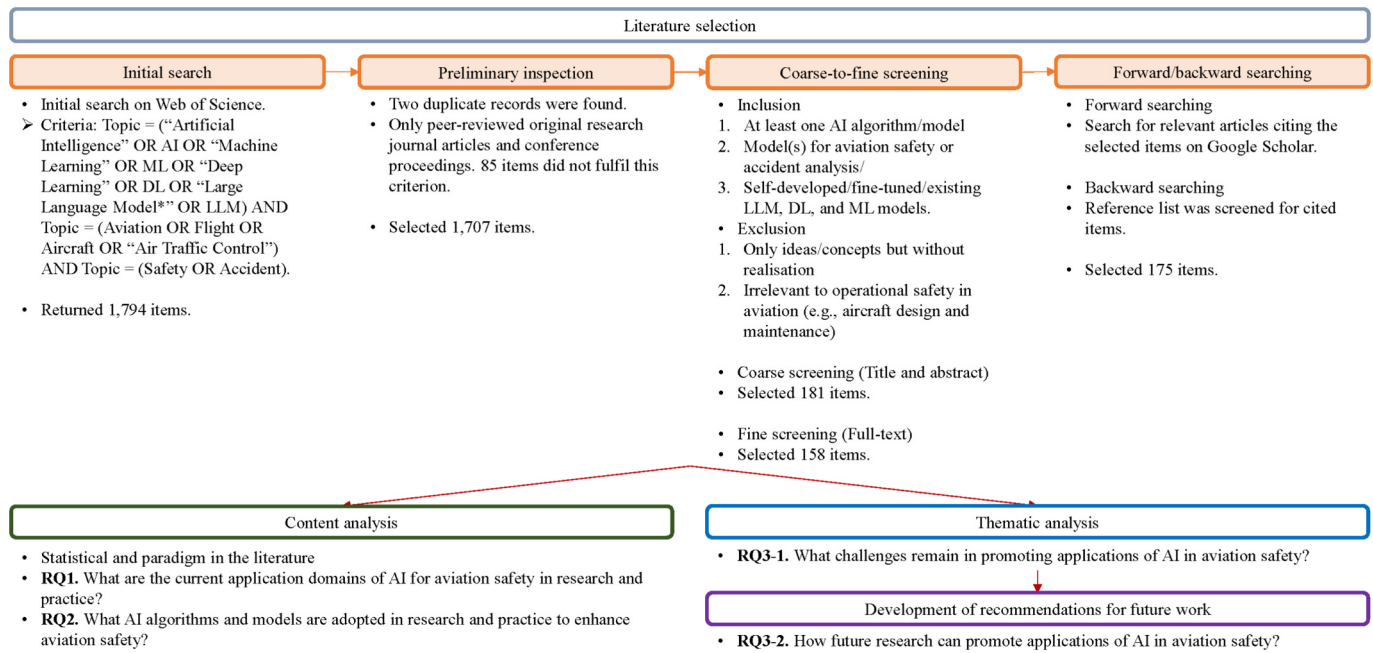 Literature selection
Initial search
• Initial search on Web of Science.
➢ Criteria: Topic = (“Artificial
Intelligence” OR AI OR “Machine
Learning” OR ML OR “Deep
Learning” OR DL OR “Large
Language Model*” OR LLM) AND
Topic = (Aviation OR Flight OR
Aircraft OR “Air Traffic Control”)
AND Topic = (Safety OR Accident).
• Returned 1,794 items.
Preliminary inspection
• Two duplicate records were found.
• Only peer-reviewed original research
journal articles and conference
proceedings. 85 items did not fulfil this
criterion.
• Selected 1,707 items.
Coarse-to-fine screening
• Inclusion
1. At least one AI algorithm/model
2. Model(s) for aviation safety or
accident analysis/
3. Self-developed/fine-tuned/existing
LLM, DL, and ML models.
• Exclusion
1. Only ideas/concepts but without
realisation
2. Irrelevant to operational safety in
aviation (e.g., aircraft design and
maintenance)
• Coarse screening (Title and abstract)
• Selected 181 items.
• Fine screening (Full-text)
• Selected 158 items.
Forward/backward searching
• Forward searching
• Search for relevant articles citing the
selected items on Google Scholar.
• Backward searching
• Reference list was screened for cited
items.
• Selected 175 items.
Content analysis
• Statistical and paradigm in the literature
• RQ1. What are the current application domains of AI for aviation safety in research and
practice?
• RQ2. What AI algorithms and models are adopted in research and practice to enhance
aviation safety?
Thematic analysis
• RQ3-1. What challenges remain in promoting applications of AI in aviation safety?
Development of recommendations for future work
• RQ3-2. How future research can promote applications of AI in aviation safety?